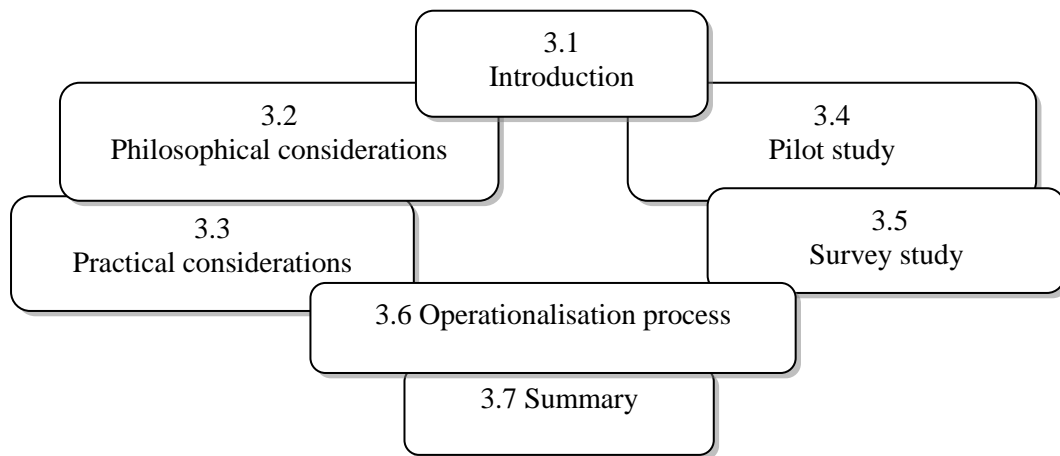 3.1
Introduction
3.2
Philosophical considerations
3.4
Pilot study
3.3
Practical considerations
3.5
Survey study
3.6 Operationalisation process
3.7 Summary